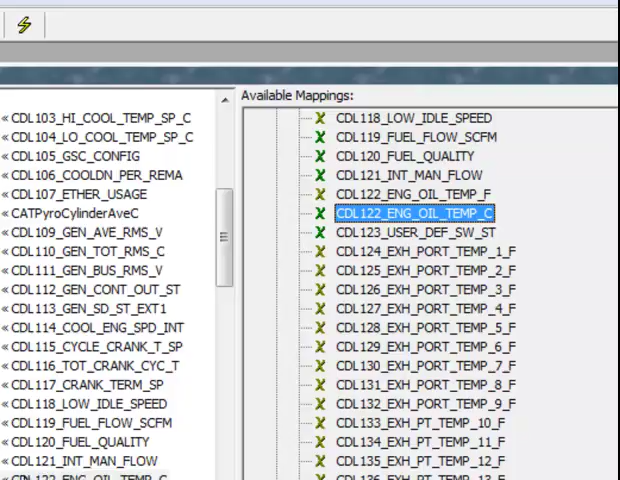 Available Mappings:
« CDL103_HI_COOL_TEMP_SP_C
« CDL104_LO_COOL_TEMP_SP_C
« CDL105_GSC_CONFIG
« CDL106_COOLDN_PER_REMA
« CDL107_ETHER_USAGE
« CATPyroCylinderAveC
« CDL109_GEN_AVE_RMS_V
« CDL110_GEN_TOT_RMS_C
« CDL111_GEN_BUS_RMS_V
« CDL112_GEN_CONT_OUT_ST
« CDL113_GEN_SD_ST_EXT1
« CDL114_COOL_ENG_SPD_INT
« CDL115_CYCLE_CRANK_T_SP
« CDL116_TOT_CRANK_CYC_T
« CDL117_CRANK_TERM_SP
« CDL118_LOW_IDLE_SPEED
« CDL119_FUEL_FLOW_SCFM
« CDL120_FUEL_QUALITY
« CDL121_INT_MAN_FLOW
« CDL122_ENG_OIL_TEMP_C
CDL118_LOW_IDLE_SPEED
CDL119_FUEL_FLOW_SCFM
CDL120_FUEL_QUALITY
CDL121_INT_MAN_FLOW
CDL122_ENG_OIL_TEMP_F
CDL122_ENG_OIL_TEMP_C
CDL123_USER_DEF_SW_ST
CDL124_EXH_PORT_TEMP_1_F
CDL125_EXH_PORT_TEMP_2_F
CDL126_EXH_PORT_TEMP_3_F
CDL127_EXH_PORT_TEMP_4_F
CDL128_EXH_PORT_TEMP_5_F
CDL129_EXH_PORT_TEMP_6_F
CDL130_EXH_PORT_TEMP_7_F
CDL131_EXH_PORT_TEMP_8_F
CDL132_EXH_PORT_TEMP_9_F
CDL133_EXH_PT_TEMP_10_F
CDL134_EXH_PT_TEMP_11_F
CDL135_EXH_PT_TEMP_12_F
CDL136_EXH_PT_TEMP_13_F